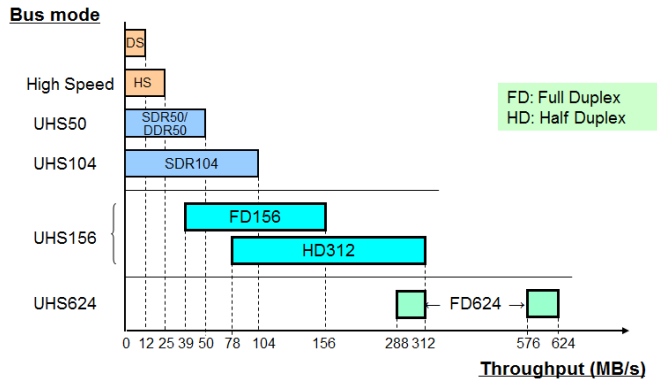 Bus mode
DS
High Speed
HS
FD: Full Duplex
HD: Half Duplex
UHS50
SDR50/
DDR50
UHS104
SDR104
UHS156
FD156
HD312
UHS624
FD624
0 12 25 39 50 78 104 156 288 312 576 624
Throughput (MB/s)